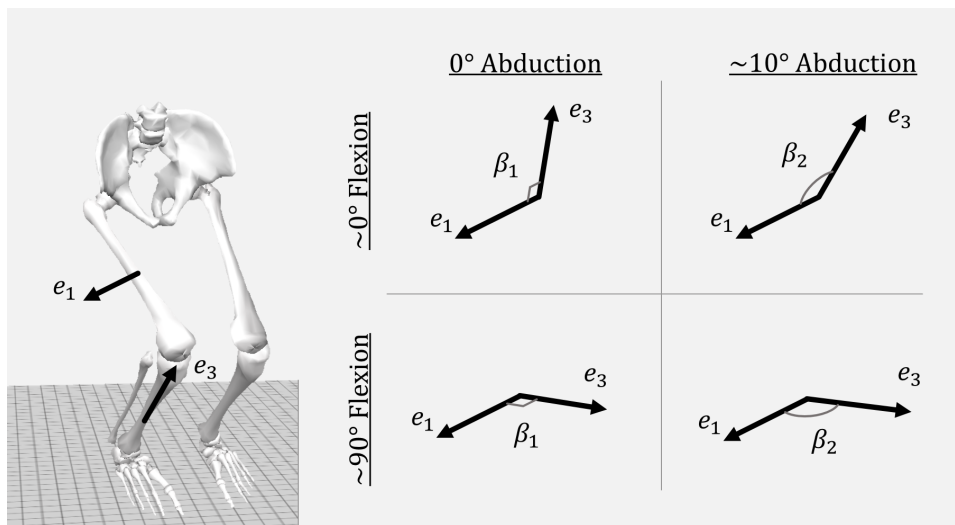 0° Abduction
~10° Abduction
~0° Flexion
e₃
β₁
e₁
e₃
β₂
e₁
e₁
e₃
~90° Flexion
e₃
e₁
β₁
e₃
e₁
β₂